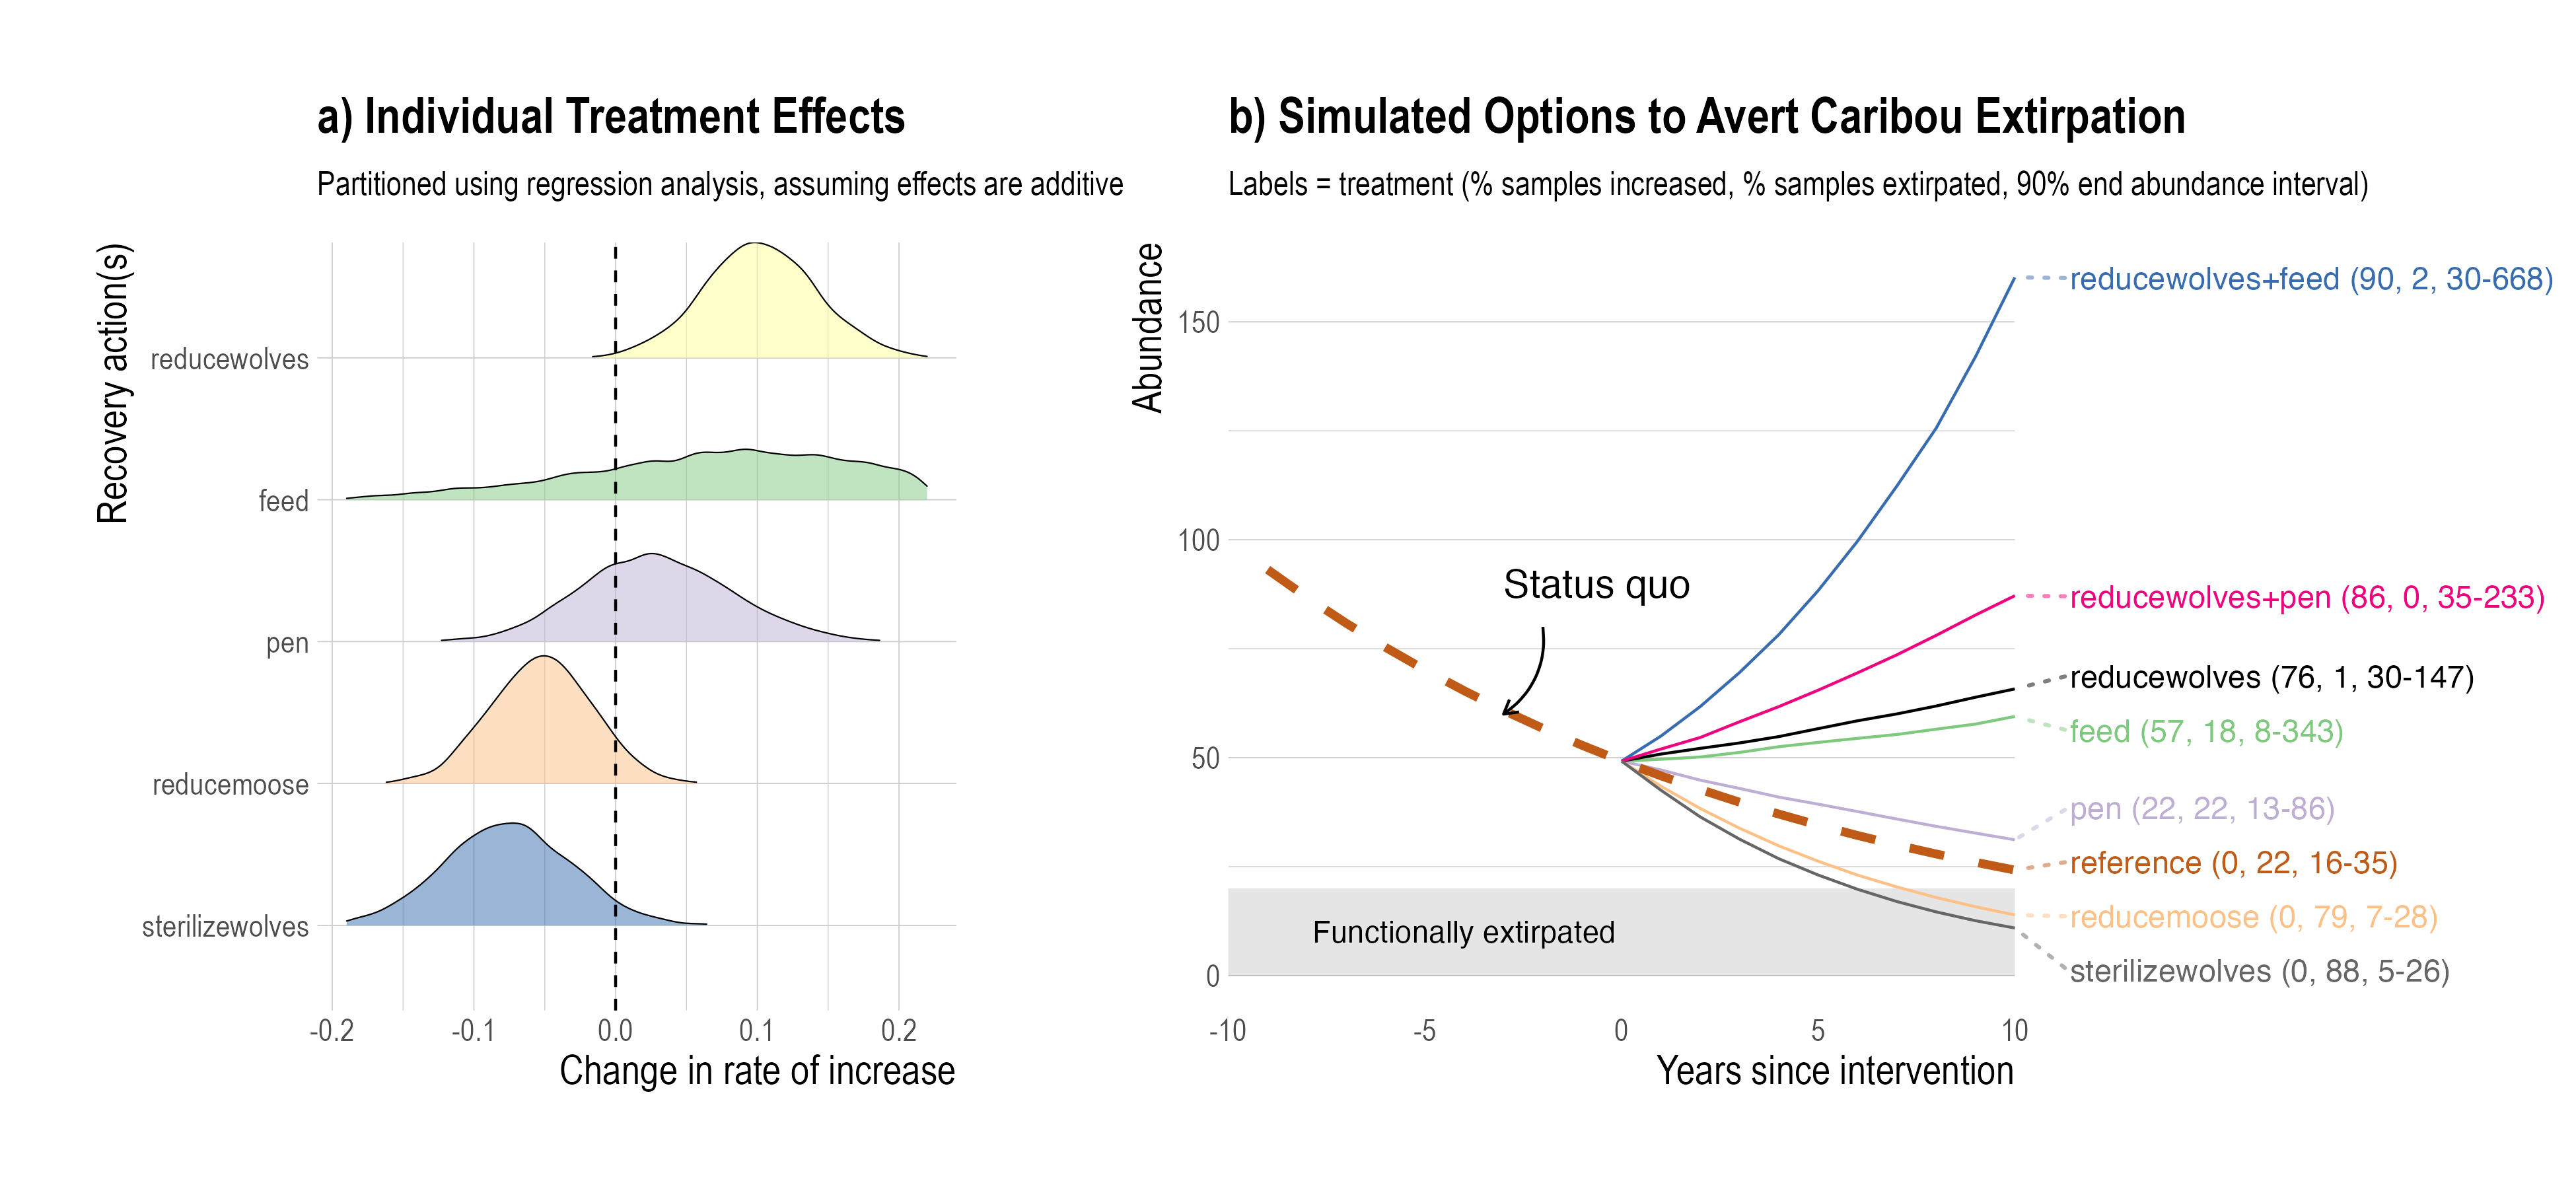 a) Individual Treatment Effects
Partitioned using regression analysis, assuming effects are additive
Recovery action(s)
reducewolves
feed
pen
reducemoose
sterilizewolves
-0.2 -0.1 0.0 0.1 0.2
Change in rate of increase
b) Simulated Options to Avert Caribou Extirpation
Labels = treatment (% samples increased, % samples extirpated, 90% end abundance interval)
Abundance
150
100
50
0
Status quo
Functionally extirpated
reducewolves+feed (90, 2, 30-668)
reducewolves+pen (86, 0, 35-233)
reducewolves (76, 1, 30-147)
feed (57, 18, 8-343)
pen (22, 22, 13-86)
reference (0, 22, 16-35)
reducemoose (0, 79, 7-28)
sterilizewolves (0, 88, 5-26)
-10 -5 0 5 10
Years since intervention